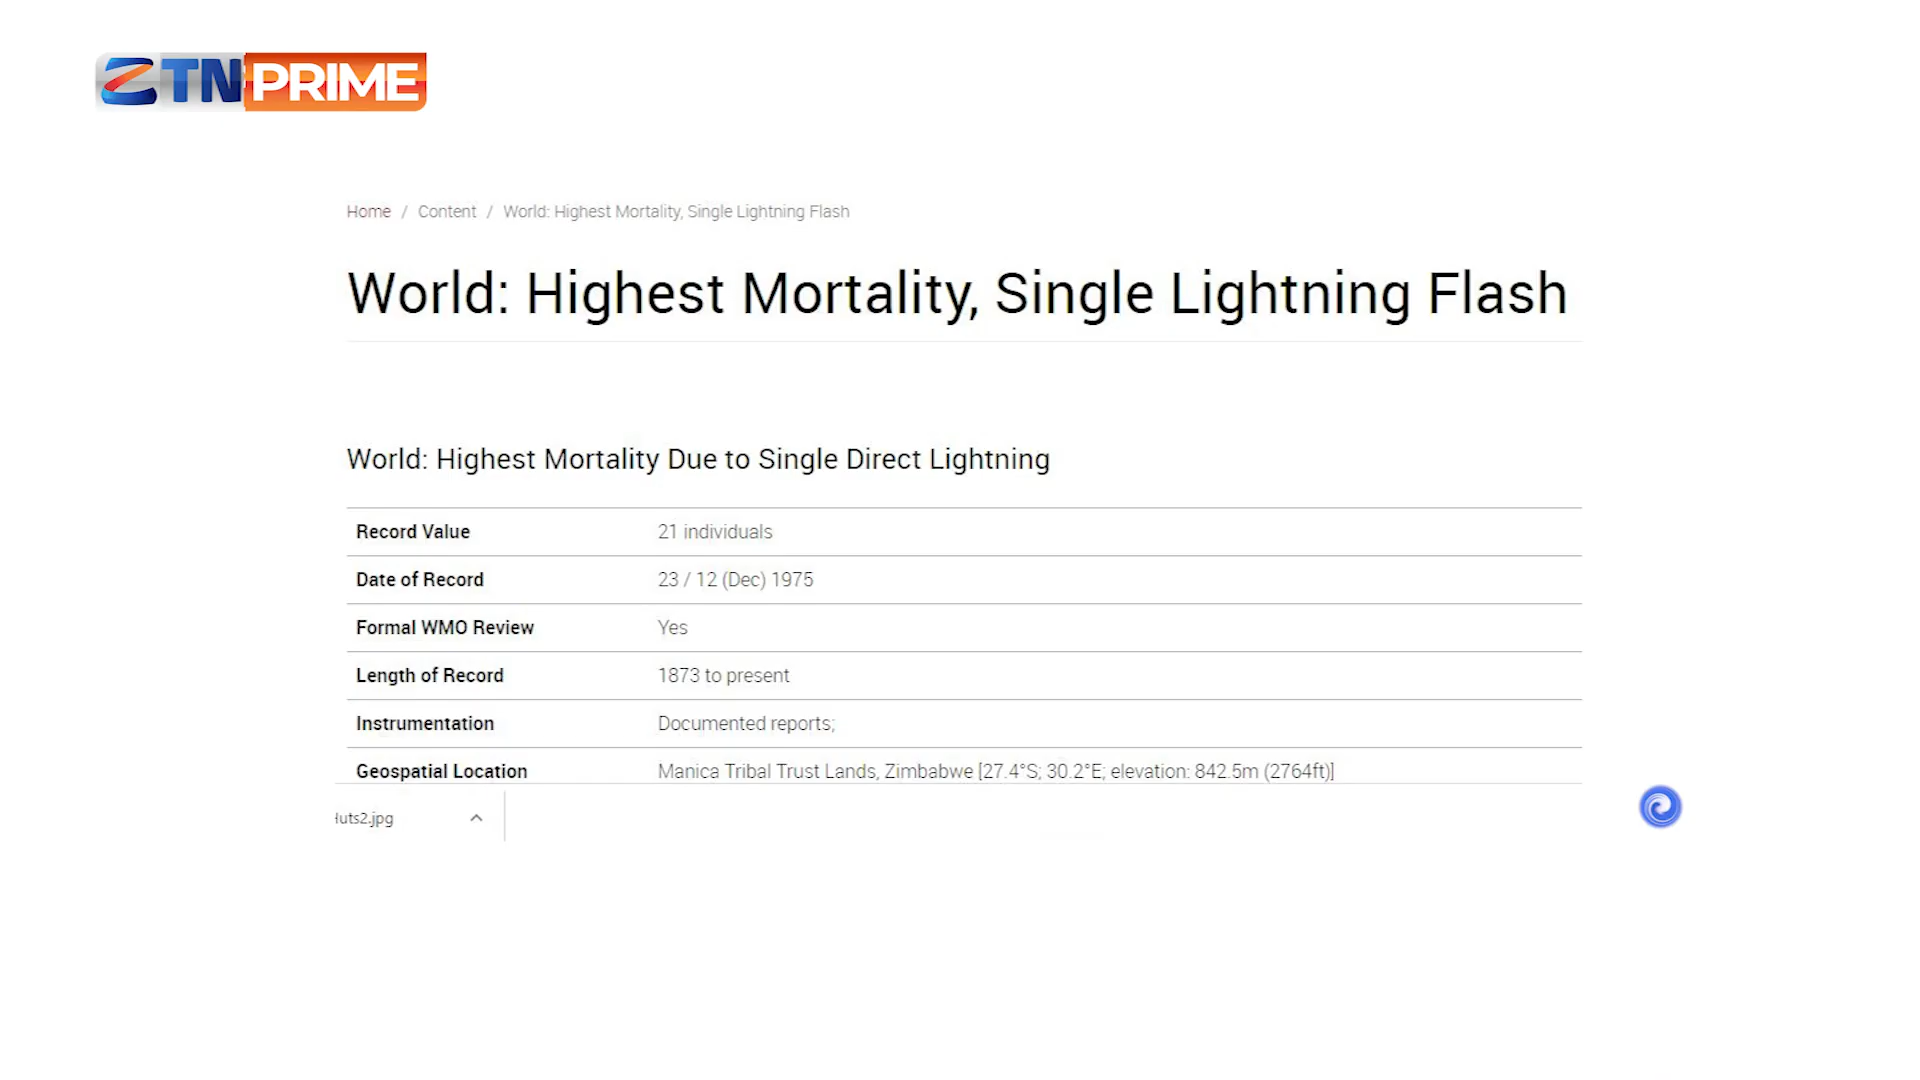 ZTN PRIME
Home / Content / World: Highest Mortality, Single Lightning Flash
World: Highest Mortality, Single Lightning Flash
World: Highest Mortality Due to Single Direct Lightning
Record Value 21 individuals
Date of Record 23 / 12 (Dec) 1975
Formal WMO Review Yes
Length of Record 1873 to present
Instrumentation Documented reports;
Geospatial Location Manica Tribal Trust Lands, Zimbabwe [27.4°S; 30.2°E; elevation: 842.5m (2764ft)]
uts2.jpg